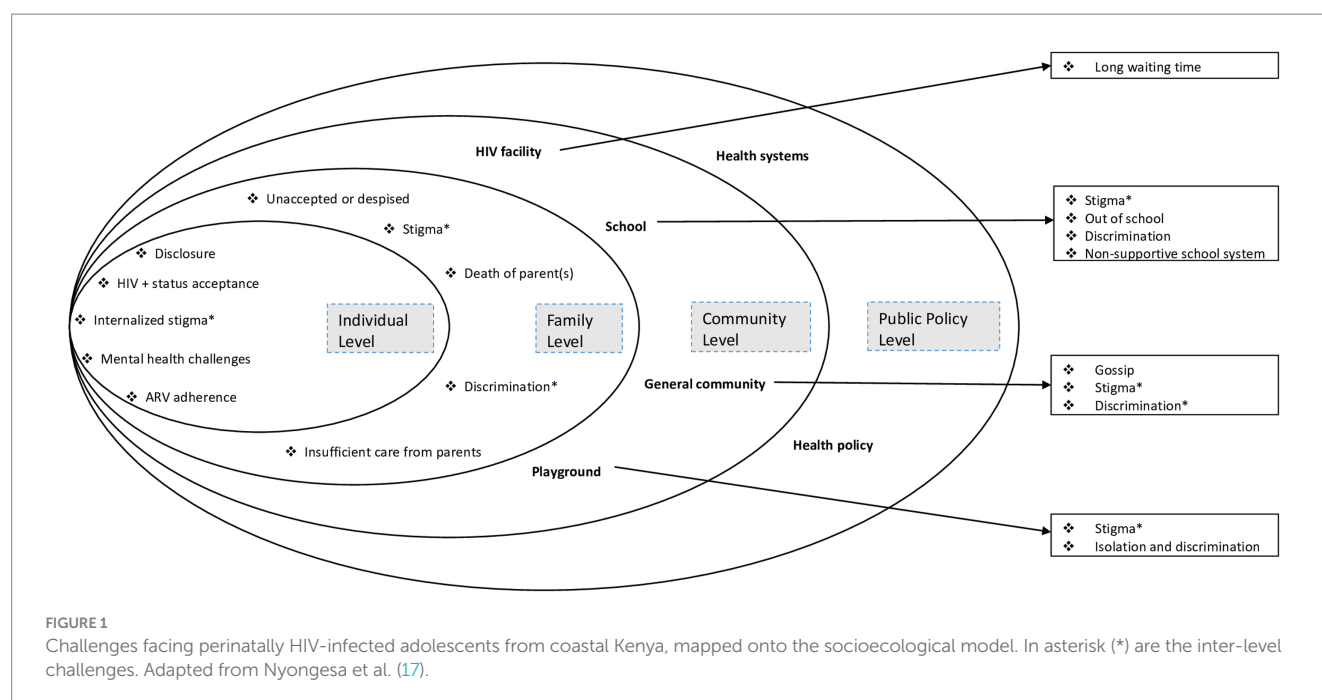 ❖ Long waiting time
HIV facility
Health systems
❖ Unaccepted or despised
❖ Stigma*
❖ Out of school
❖ Discrimination
❖ Non-supportive school system
School
❖ Stigma*
❖ Disclosure
❖ Death of parent(s)
❖ HIV + status acceptance
❖ Internalized stigma*
Individual
Level
Family
Level
Community
Level
Public Policy
Level
❖ Mental health challenges
❖ Gossip
❖ Stigma*
❖ Discrimination*
❖ Discrimination*
General community
❖ ARV adherence
❖ Insufficient care from parents
Health policy
Playground
❖ Stigma*
❖ Isolation and discrimination
FIGURE 1
Challenges facing perinatally HIV-infected adolescents from coastal Kenya, mapped onto the socioecological model. In asterisk (*) are the inter-level
challenges. Adapted from Nyongesa et al. (17).